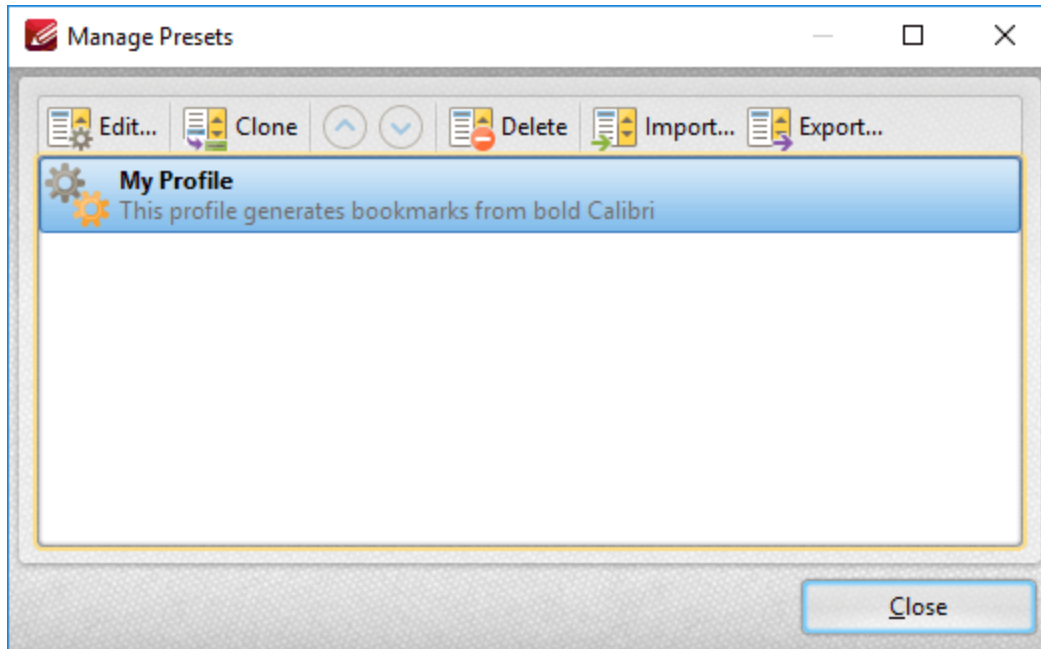 Manage Presets
Edit... Clone Delete Import... Export...
My Profile
This profile generates bookmarks from bold Calibri
Close